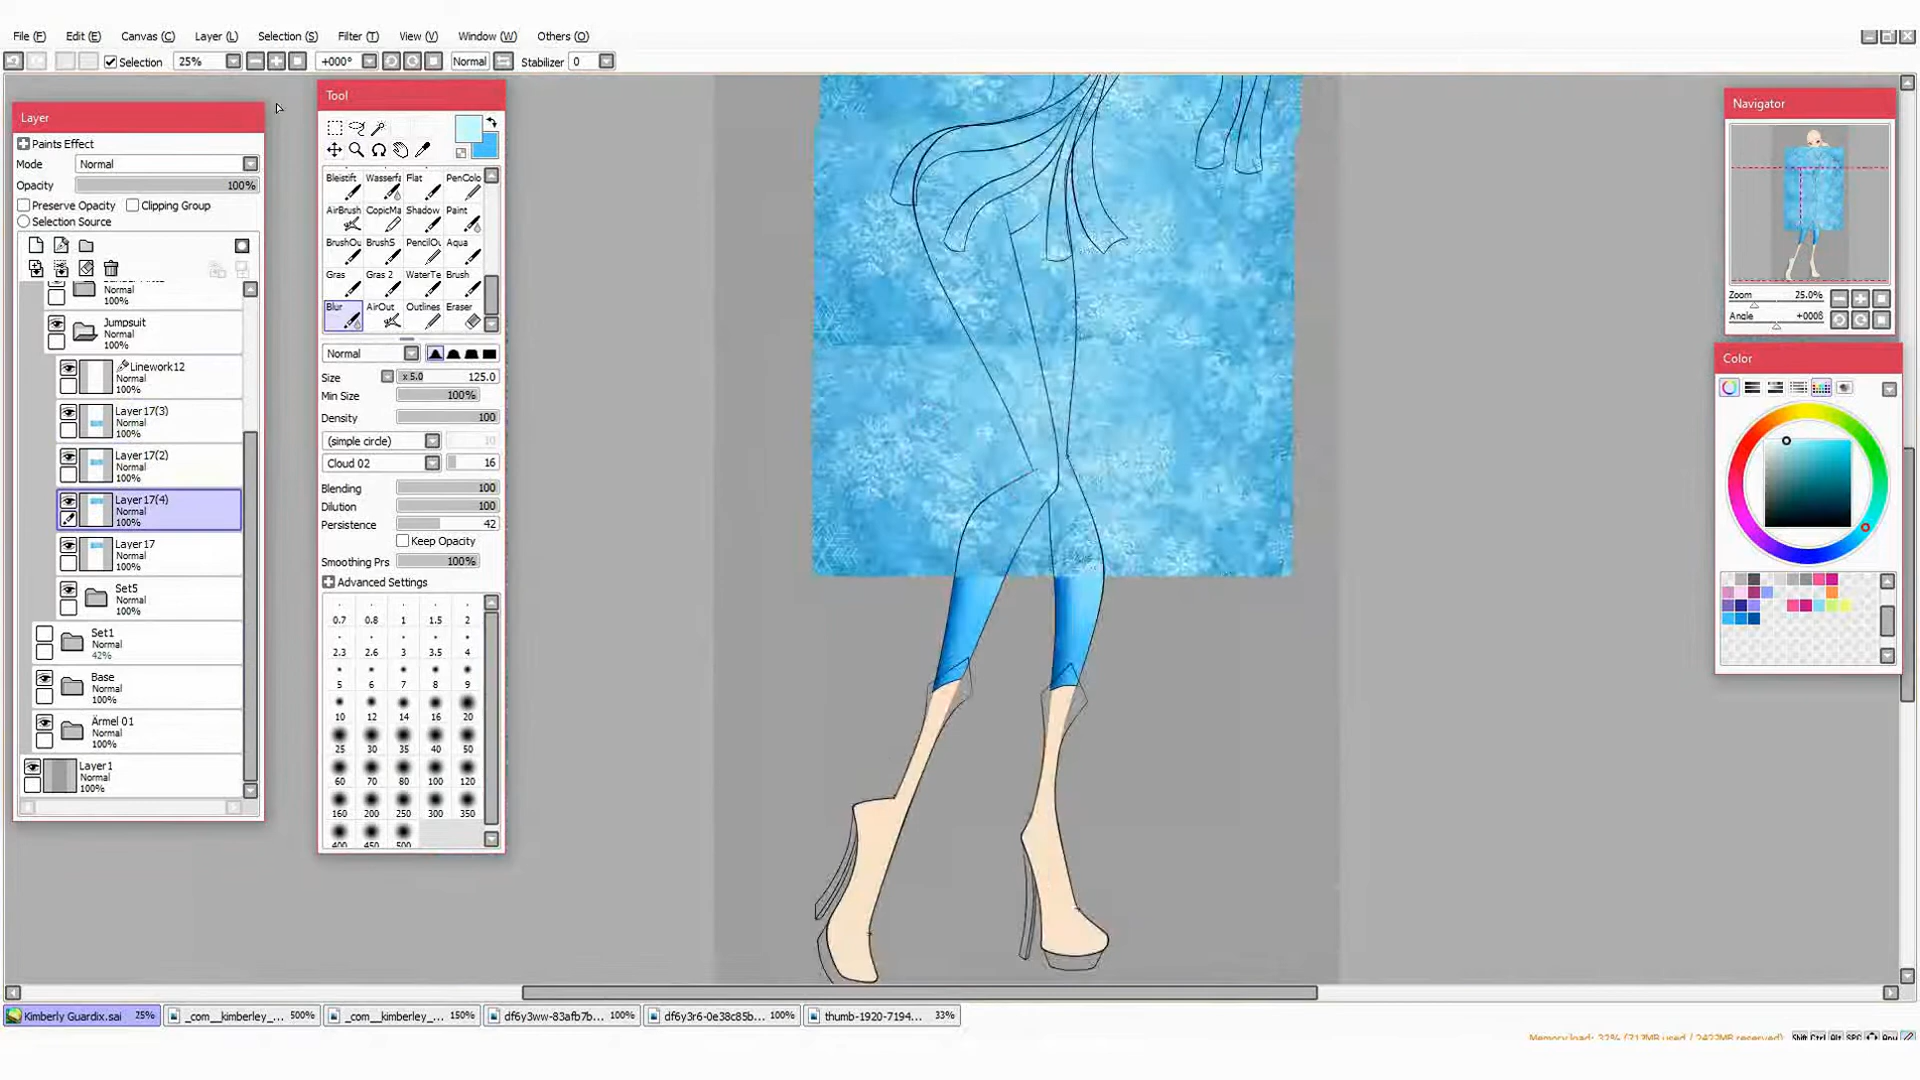 File (F) Edit (E) Canvas (C) Layer (L) Selection (S) Filter (T) View (V) Window (W) Others (O)
Selection 25% +000° Normal Stabilizer 0
Layer
Paints Effect
Mode Normal
Opacity 100%
Preserve Opacity Clipping Group
Selection Source
Normal
100%
Jumpsuit
Normal
100%
Linework12
Normal
100%
Layer17(3)
Normal
100%
Layer17(2)
Normal
100%
Layer17(4)
Normal
100%
Layer17
Normal
100%
Set5
Normal
100%
Set1
Normal
42%
Base
Normal
100%
Ärmel 01
Normal
100%
Layer1
Normal
100%
Tool
Bleistift Wasserfa Flat PenColo
AirBrush CopicMa Shadow Paint
BrushOu BrushS PencilOu Aqua
Gras Gras 2 WaterTe Brush
Blur AirOut Outlines Eraser
Normal
Size x 5.0 125.0
Min Size 100%
Density 100
(simple circle) 10
Cloud 02 16
Blending 100
Dilution 100
Persistence 42
Keep Opacity
Smoothing Prs 100%
Advanced Settings
0.7 0.8 1 1.5 2
2.3 2.6 3 3.5 4
5 6 7 8 9
10 12 14 16 20
25 30 35 40 50
60 70 80 100 120
160 200 250 300 350
400 450 500
Navigator
Zoom 25.0%
Angle
Color
Kimberly Guardix.sai 25% _com__kimberley_... 500% _com__kimberley_... 150% df6y3ww-83afb7b... 100% df6y3r6-0e38c85b... 100% thumb-1920-7194... 33%
Memory load: 32%